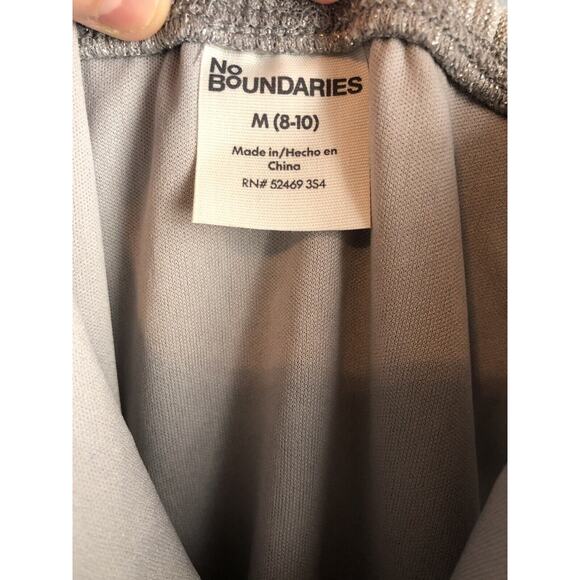 No
BOUNDARIES
M (8-10)
Made in/Hecho en
China
RN# 52469 3S4